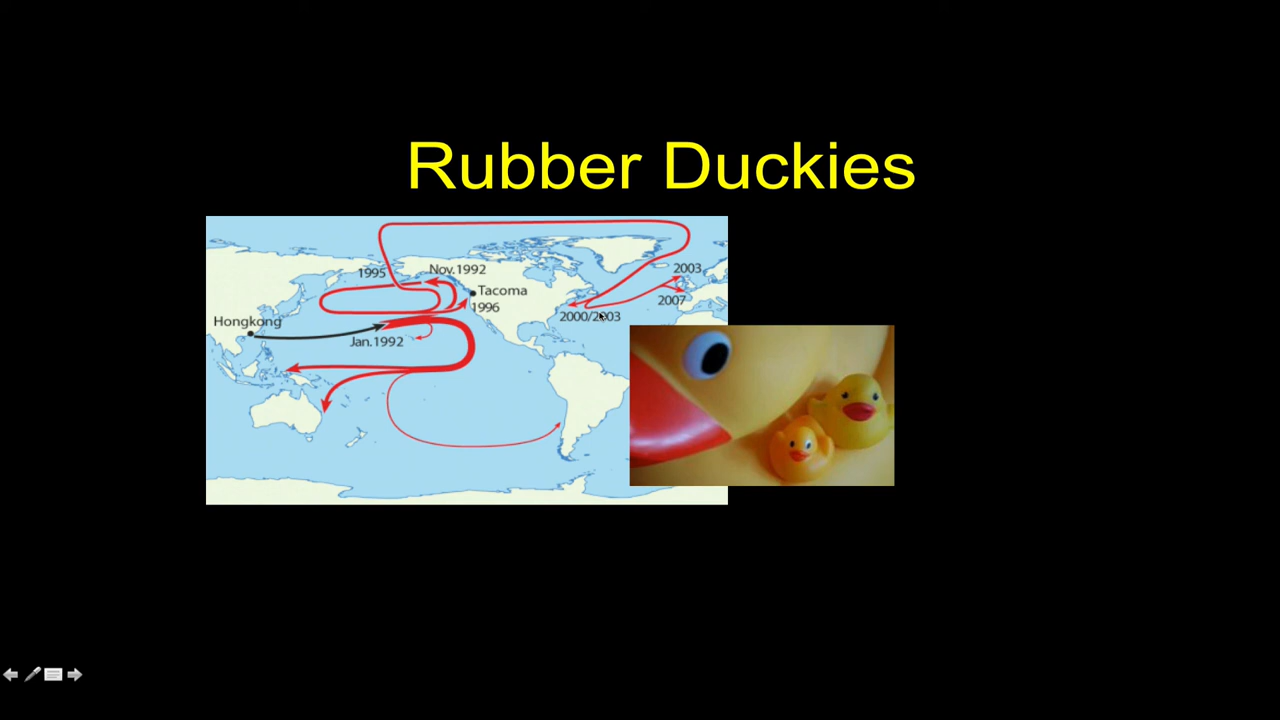 Rubber Duckies
1995
Nov.1992
2003
Tacoma
2007
1996
2000/2003
Hongkong
Jan.1992